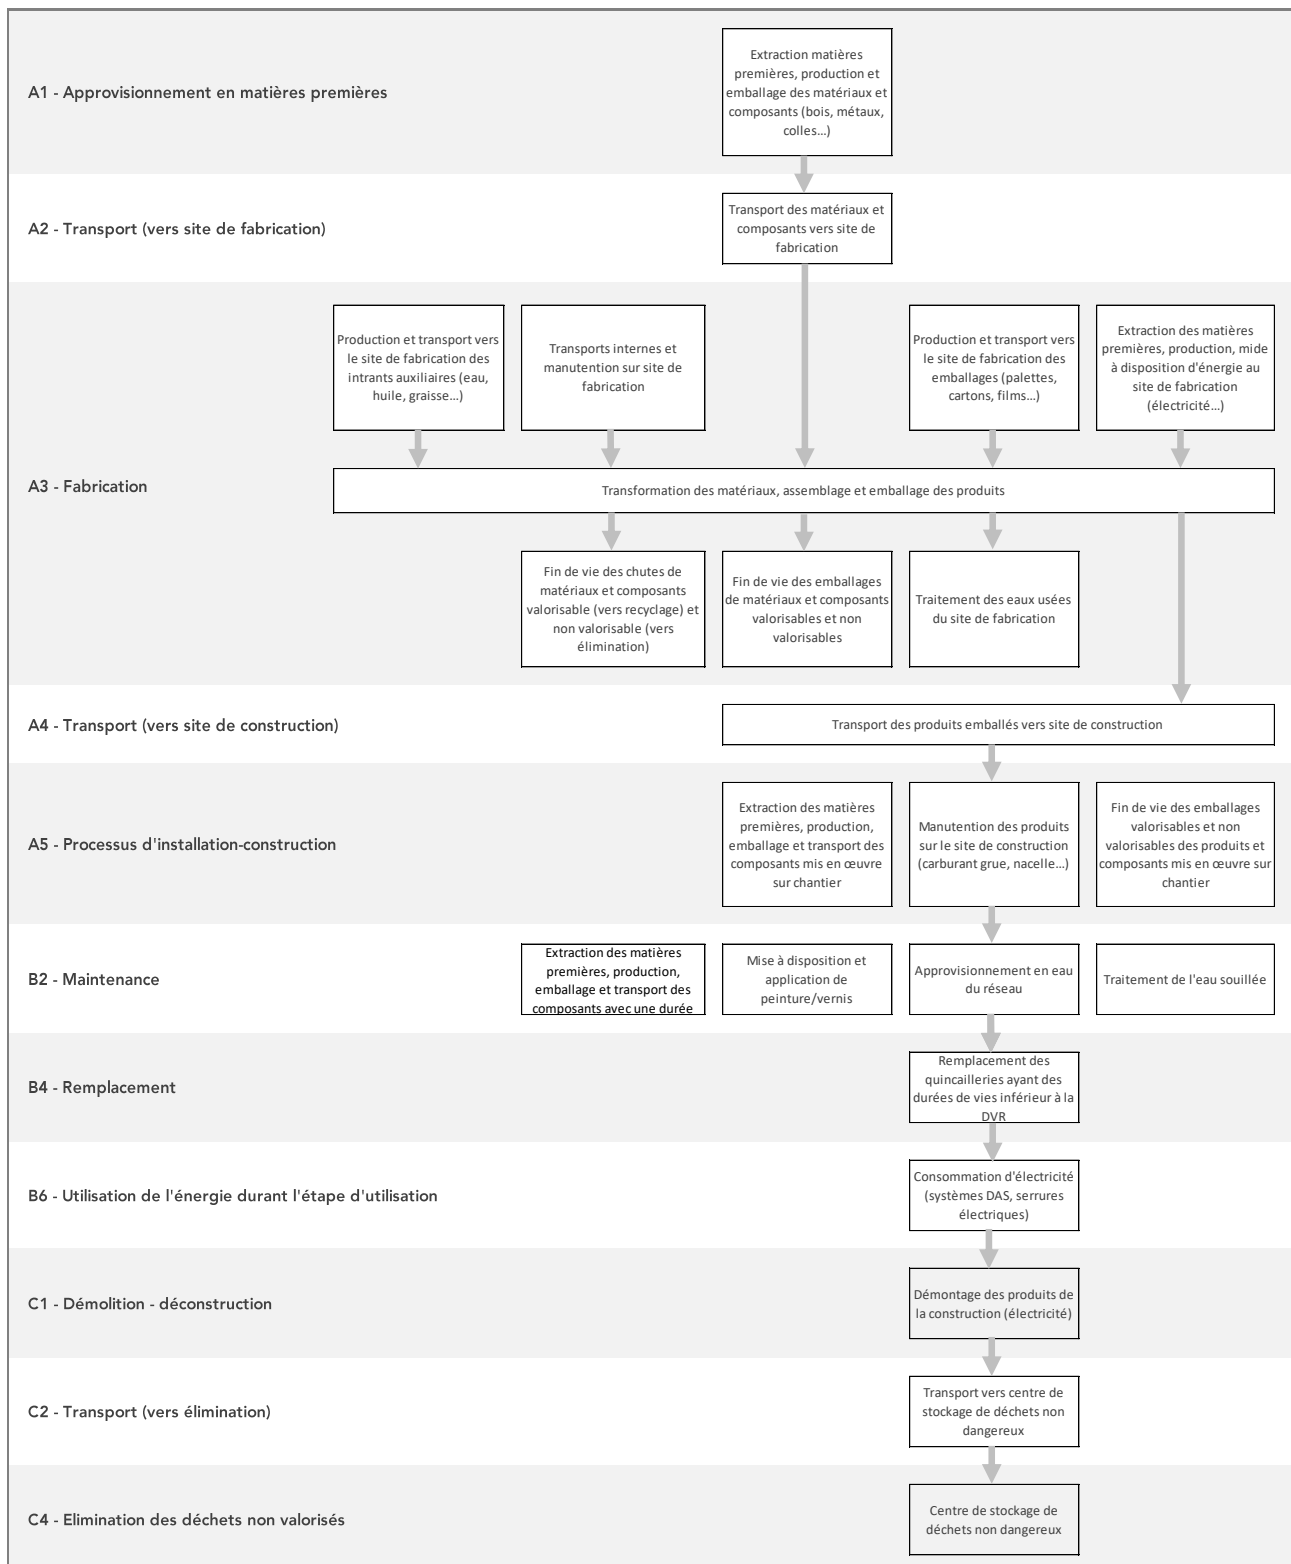 A1 - Approvisionnement en matières premières
Extraction matières
premières, production et
emballage des matériaux et
composants (bois, métaux,
colles...)
A2 - Transport (vers site de fabrication)
Transport des matériaux et
composants vers site de
fabrication
A3 - Fabrication
Production et transport vers
le site de fabrication des
intrants auxiliaires (eau,
huile, graisse...)
Transports internes et
manutention sur site de
fabrication
Production et transport vers
le site de fabrication des
emballages (palettes,
cartons, films...)
Extraction des matières
premières, production, mide
à disposition d'énergie au
site de fabrication
(électricité...)
Transformation des matériaux, assemblage et emballage des produits
Fin de vie des chutes de
matériaux et composants
valorisable (vers recyclage) et
non valorisable (vers
élimination)
Fin de vie des emballages
de matériaux et composants
valorisables et non
valorisables
Traitement des eaux usées
du site de fabrication
A4 - Transport (vers site de construction)
Transport des produits emballés vers site de construction
A5 - Processus d'installation-construction
Extraction des matières
premières, production,
emballage et transport des
composants mis en œuvre
sur chantier
Manutention des produits
sur le site de construction
(carburant grue, nacelle...)
Fin de vie des emballages
valorisables et non
valorisables des produits et
composants mis en œuvre sur
chantier
B2 - Maintenance
Extraction des matières
premières, production,
emballage et transport des
composants avec une durée
Mise à disposition et
application de
peinture/vernis
Approvisionnement en eau
du réseau
Traitement de l'eau souillée
B4 - Remplacement
Remplacement des
quincailleries ayant des
durées de vies inférieur à la
DVR
B6 - Utilisation de l'énergie durant l'étape d'utilisation
Consommation d'électricité
(systèmes DAS, serrures
électriques)
C1 - Démolition - déconstruction
Démontage des produits de
la construction (électricité)
C2 - Transport (vers élimination)
Transport vers centre de
stockage de déchets non
dangereux
C4 - Elimination des déchets non valorisés
Centre de stockage de
déchets non dangereux